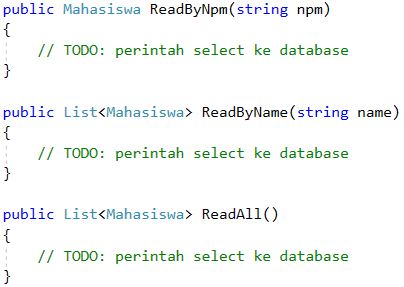 public Mahasiswa ReadByNpm(string npm)
{
// TODO: perintah select ke database
}
public List<Mahasiswa> ReadByName(string name)
{
// TODO: perintah select ke database
}
public List<Mahasiswa> ReadAll()
{
// TODO: perintah select ke database
}